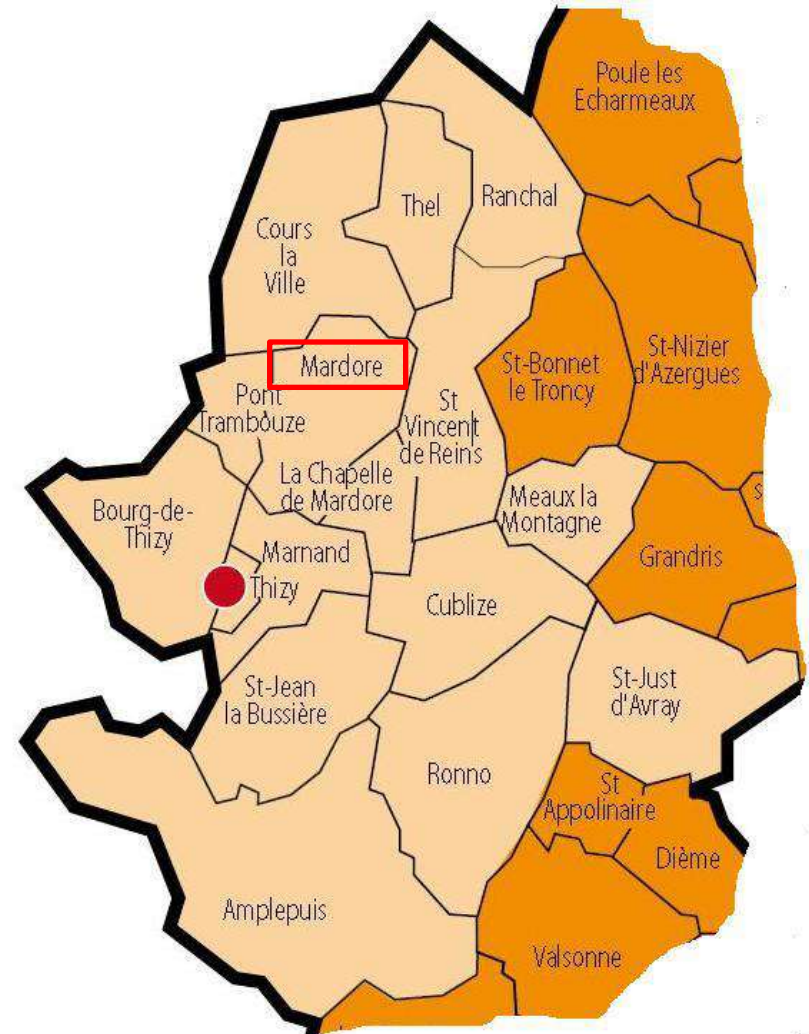 Poule les
Echarmeaux
Ranchal
Thel
Cours
la
Ville
St-Nizier
d'Azergues
St-Bonnet
le Troncy
Mardore
Pont
Trambouze
St
Vincent
de Reins
La Chapelle
de Mardore
Meaux la
Montagne
Bourg-de-
Thizy
Marnand
Grandris
Thizy
Cublize
St-Jean
la Bussière
St-Just
d'Avray
Ronno
St
Appolinaire
Dième
Amplepuis
Valsonne